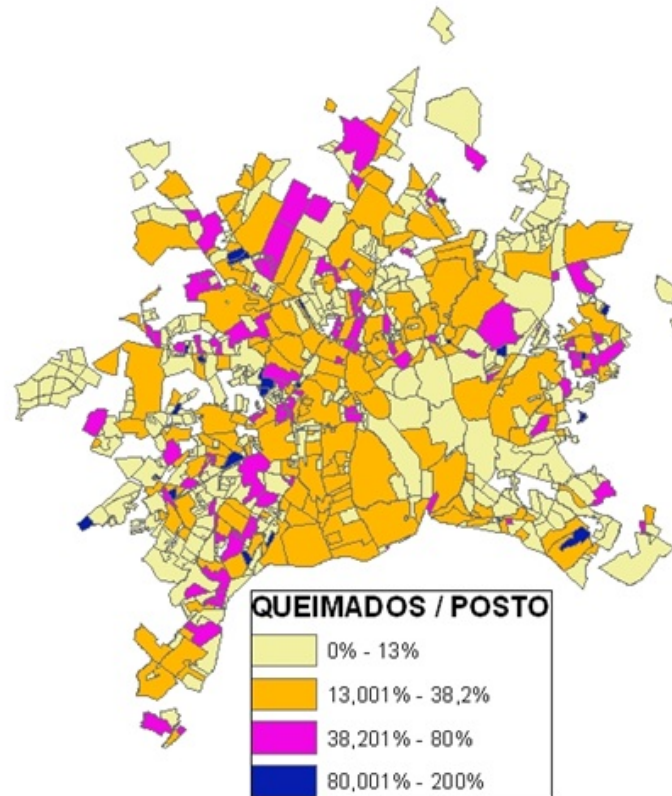 QUEIMADOS / POSTO
0% - 13%
13,001% - 38,2%
38,201% - 80%
80,001% - 200%